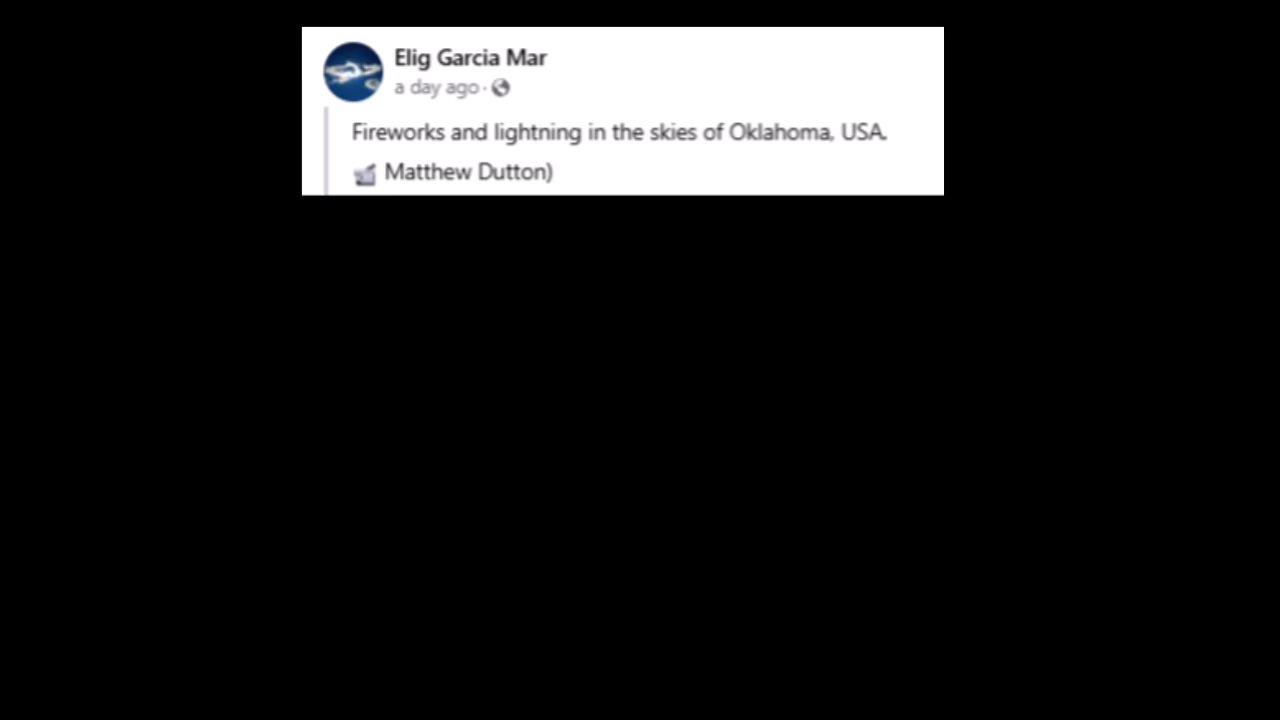 Elig Garcia Mar
a day ago ·
Fireworks and lightning in the skies of Oklahoma, USA.
Matthew Dutton)